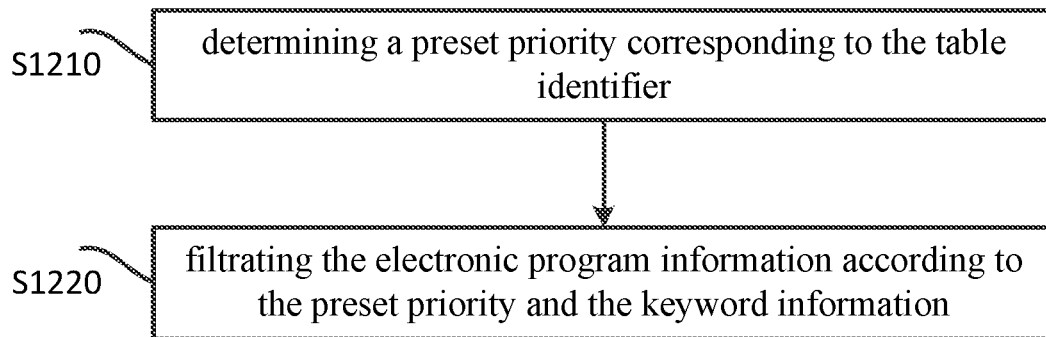 S1210
determining a preset priority corresponding to the table
identifier
S1220
filtrating the electronic program information according to
the preset priority and the keyword information